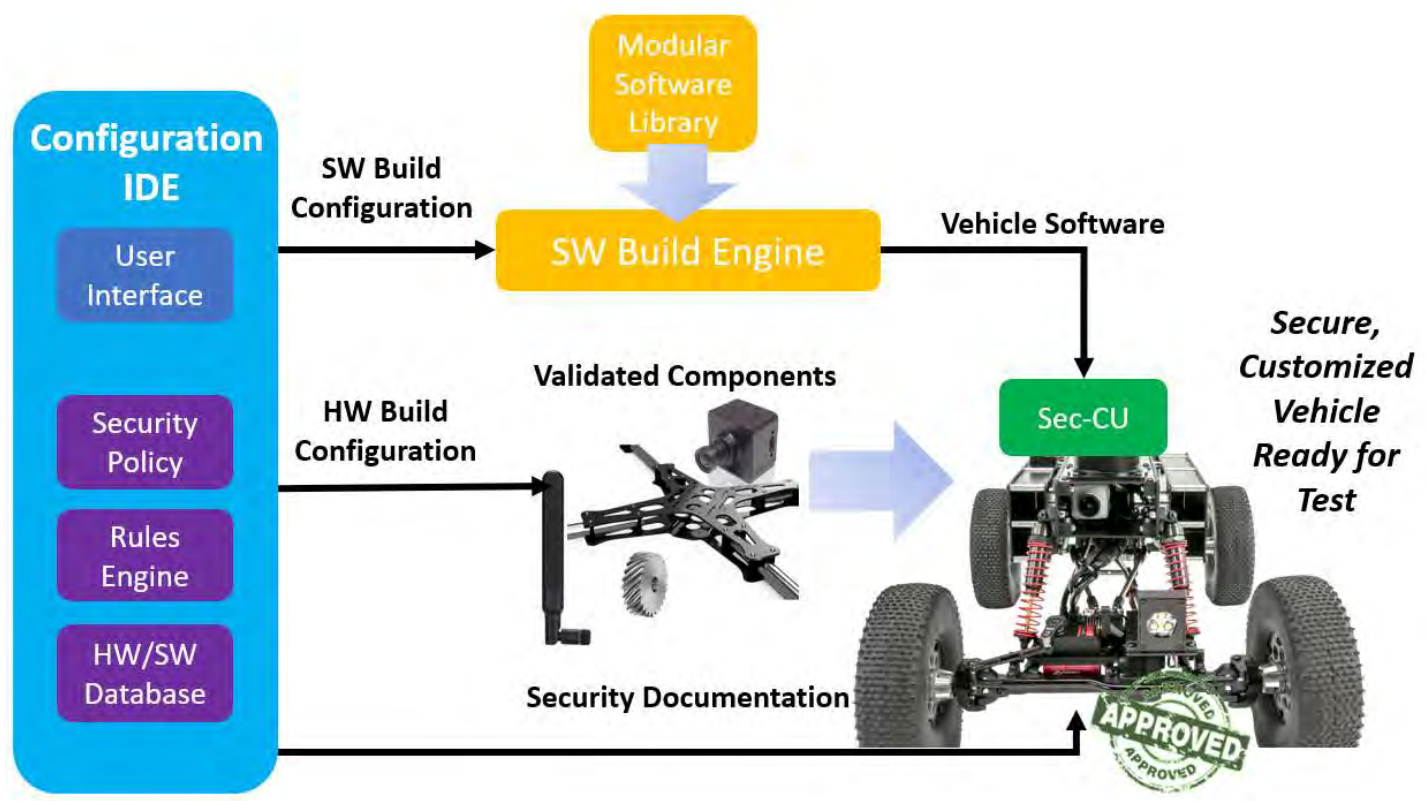 Configuration
IDE
User
Interface
Security
Policy
Rules
Engine
HW/SW
Database
SW Build
Configuration
Modular
Software
Library
SW Build Engine
Vehicle Software
HW Build
Configuration
Validated Components
Sec-CU
Secure,
Customized
Vehicle
Ready for
Test
Security Documentation
APPROVED
APPROVED